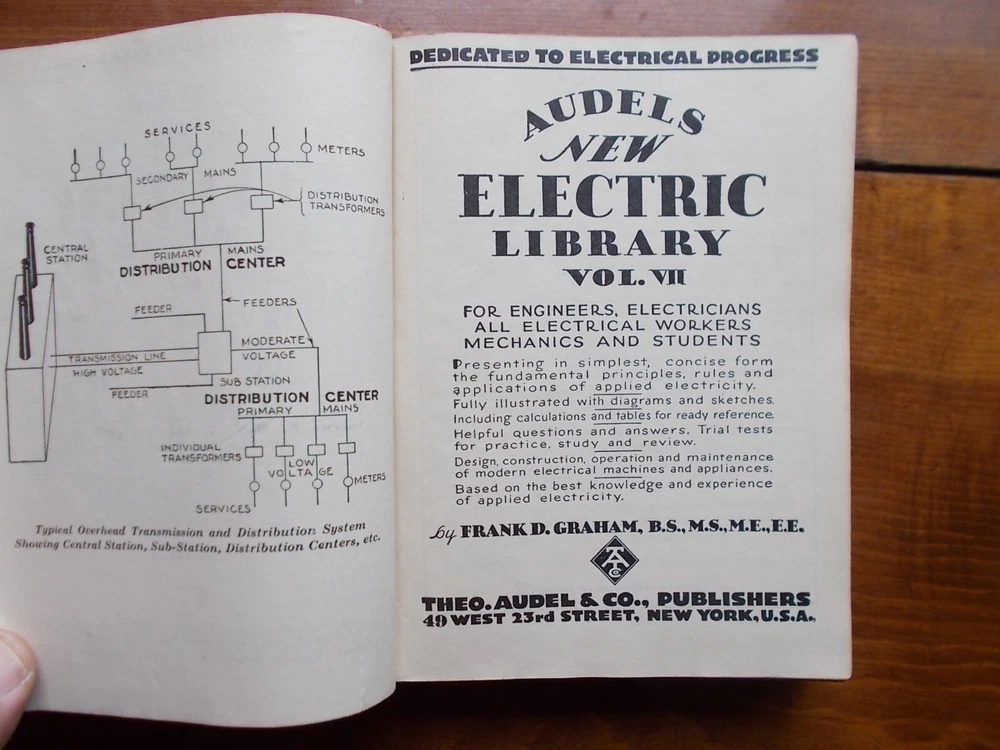 SERVICES
METERS
SECONDARY MAINS
DISTRIBUTION
TRANSFORMERS
CENTRAL
STATION
PRIMARY MAINS
DISTRIBUTION CENTER
FEEDERS
FEEDER
MODERATE
VOLTAGE
TRANSMISSION LINE
HIGH VOLTAGE
SUB STATION
FEEDER
DISTRIBUTION CENTER
PRIMARY MAINS
INDIVIDUAL
TRANSFORMERS
LOW
VOLTAGE
METERS
SERVICES
Typical Overhead Transmission and Distribution System
Showing Central Station, Sub-Station, Distribution Centers, etc.
DEDICATED TO ELECTRICAL PROGRESS
AUDELS
NEW
ELECTRIC
LIBRARY
VOL. VII
FOR ENGINEERS, ELECTRICIANS
ALL ELECTRICAL WORKERS
MECHANICS AND STUDENTS
Presenting in simplest, concise form
the fundamental principles, rules and
applications of applied electricity.
Fully illustrated with diagrams and sketches.
Including calculations and tables for ready reference.
Helpful questions and answers. Trial tests
for practice, study and review.
Design, construction, operation and maintenance
of modern electrical machines and appliances.
Based on the best knowledge and experience
of applied electricity.
by FRANK D. GRAHAM, B.S., M.S., M.E., E.E.
TAC
THEO. AUDEL & CO., PUBLISHERS
49 WEST 23rd STREET, NEW YORK, U.S.A.